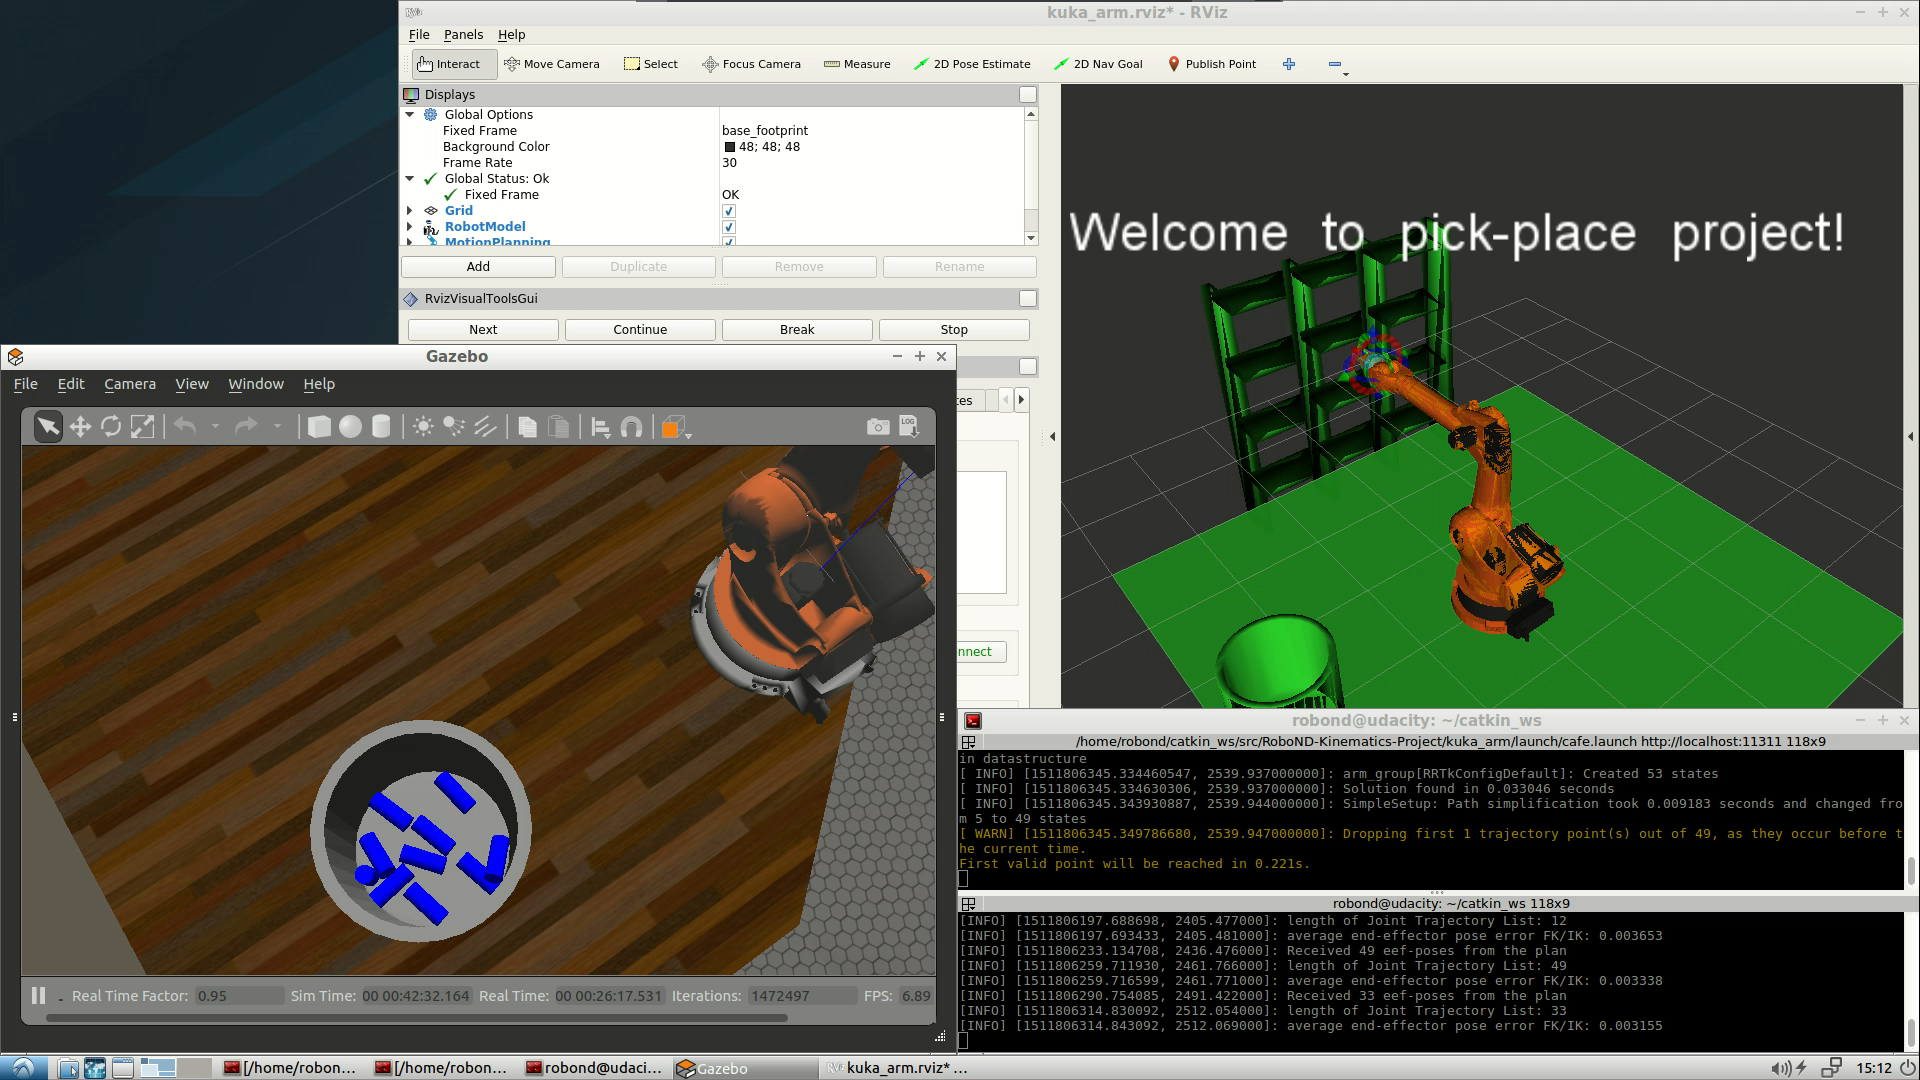 kuka_arm.rviz* - RViz
File Panels Help
Interact Move Camera Select Focus Camera Measure 2D Pose Estimate 2D Nav Goal Publish Point
Displays
Global Options
Fixed Frame base_footprint
Background Color 48; 48; 48
Frame Rate 30
Global Status: Ok
Fixed Frame OK
Grid
RobotModel
MotionPlanning
Add Duplicate Remove Rename
RvizVisualToolsGui
Next Continue Break Stop
Welcome to pick-place project!
Gazebo
File Edit Camera View Window Help
LOG
Real Time Factor: 0.95 Sim Time: 00 00:42:32.164 Real Time: 00 00:26:17.531 Iterations: 1472497 FPS: 6.89
robond@udacity: ~/catkin_ws
/home/robond/catkin_ws/src/RoboND-Kinematics-Project/kuka_arm/launch/cafe.launch http://localhost:11311 118x9
in datastructure
[ INFO] [1511806345.334460547, 2539.937000000]: arm_group[RRTkConfigDefault]: Created 53 states
[ INFO] [1511806345.334630306, 2539.937000000]: Solution found in 0.033046 seconds
[ INFO] [1511806345.343930887, 2539.944000000]: SimpleSetup: Path simplification took 0.009183 seconds and changed fro
m 5 to 49 states
[ WARN] [1511806345.349786680, 2539.947000000]: Dropping first 1 trajectory point(s) out of 49, as they occur before t
he current time.
First valid point will be reached in 0.221s.
robond@udacity: ~/catkin_ws 118x9
[INFO] [1511806197.688698, 2405.477000]: length of Joint Trajectory List: 12
[INFO] [1511806197.693433, 2405.481000]: average end-effector pose error FK/IK: 0.003653
[INFO] [1511806233.134708, 2436.476000]: Received 49 eef-poses from the plan
[INFO] [1511806259.711930, 2461.766000]: length of Joint Trajectory List: 49
[INFO] [1511806259.716599, 2461.771000]: average end-effector pose error FK/IK: 0.003338
[INFO] [1511806290.754085, 2491.422000]: Received 33 eef-poses from the plan
[INFO] [1511806314.830092, 2512.054000]: length of Joint Trajectory List: 33
[INFO] [1511806314.843092, 2512.069000]: average end-effector pose error FK/IK: 0.003155
[/home/robon... [/home/robon... robond@udaci... Gazebo kuka_arm.rviz* ... 15:12